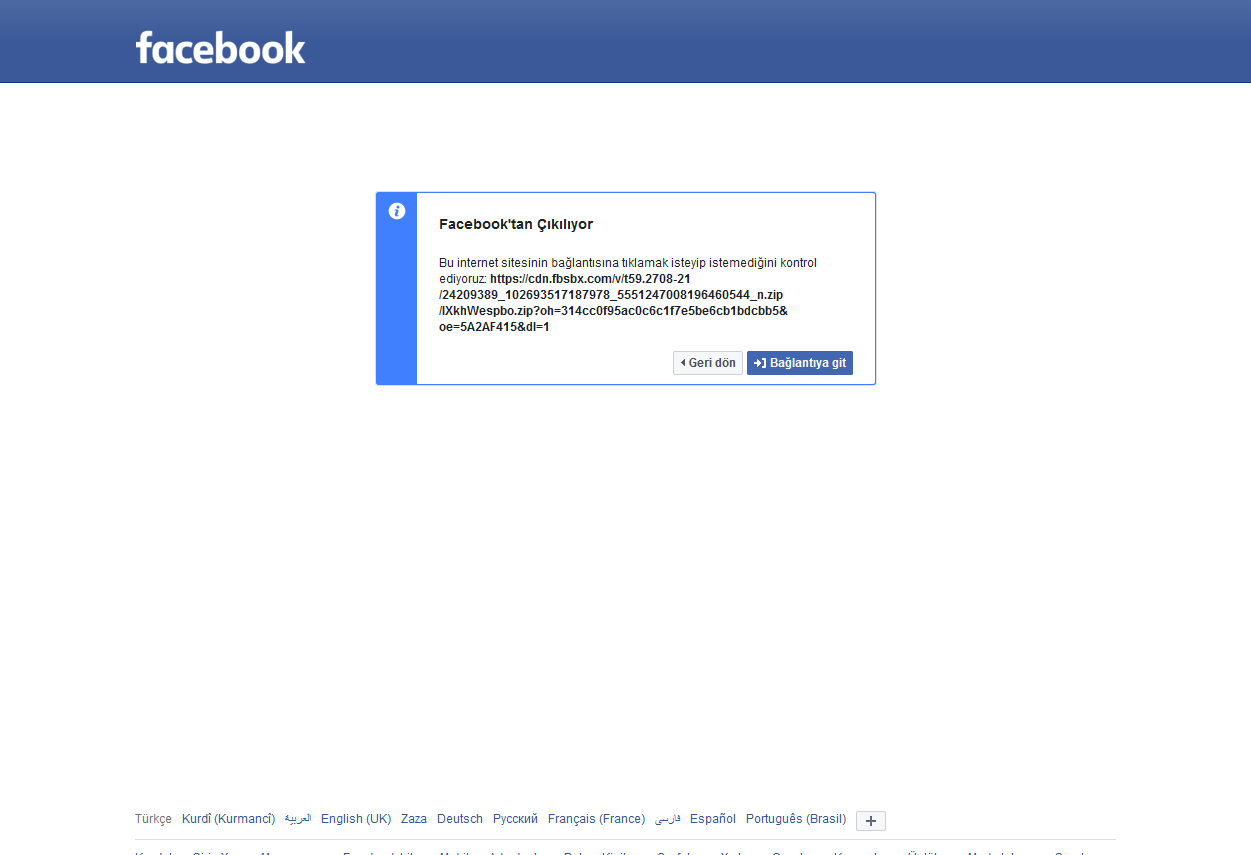 facebook
Facebook'tan Çıkılıyor
Bu internet sitesinin bağlantısına tıklamak isteyip istemediğini kontrol
ediyoruz: https://cdn.fbsbx.com/v/t59.2708-21
/24209389_102693517187978_5551247008196460544_n.zip
/IXkhWespbo.zip?oh=314cc0f95ac0c6c1f7e5be6cb1bdcbb5&
oe=5A2AF415&dl=1
Geri dön Bağlantıya git
Türkçe Kurdî (Kurmancî) العربية English (UK) Zaza Deutsch Русский Français (France) فارسی Español Português (Brasil)